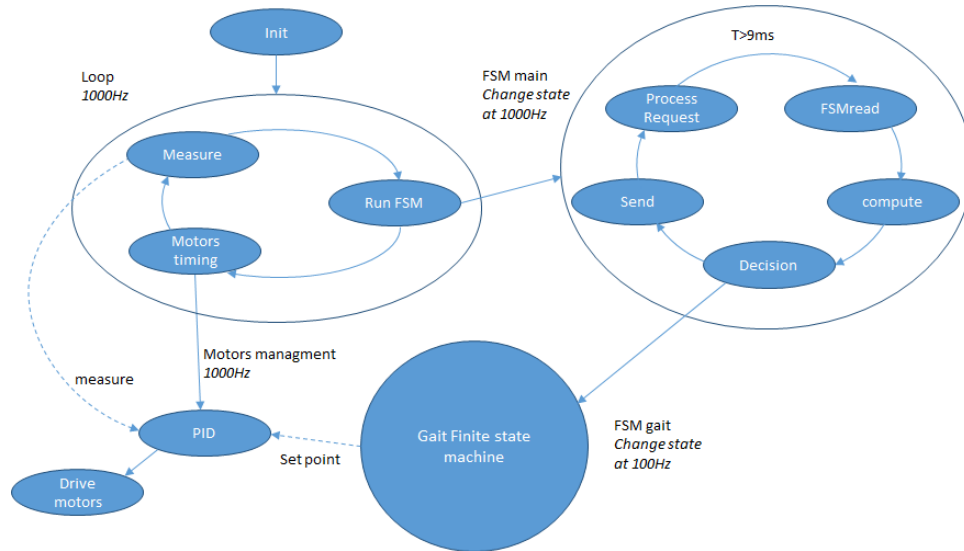 Init
Loop
1000Hz
Measure
Run FSM
Motors
timing
FSM main
Change state
at 1000Hz
T>9ms
Process
Request
FSMread
Send
compute
Decision
Motors managment
1000Hz
measure
PID
Set point
Drive
motors
Gait Finite state
machine
FSM gait
Change state
at 100Hz